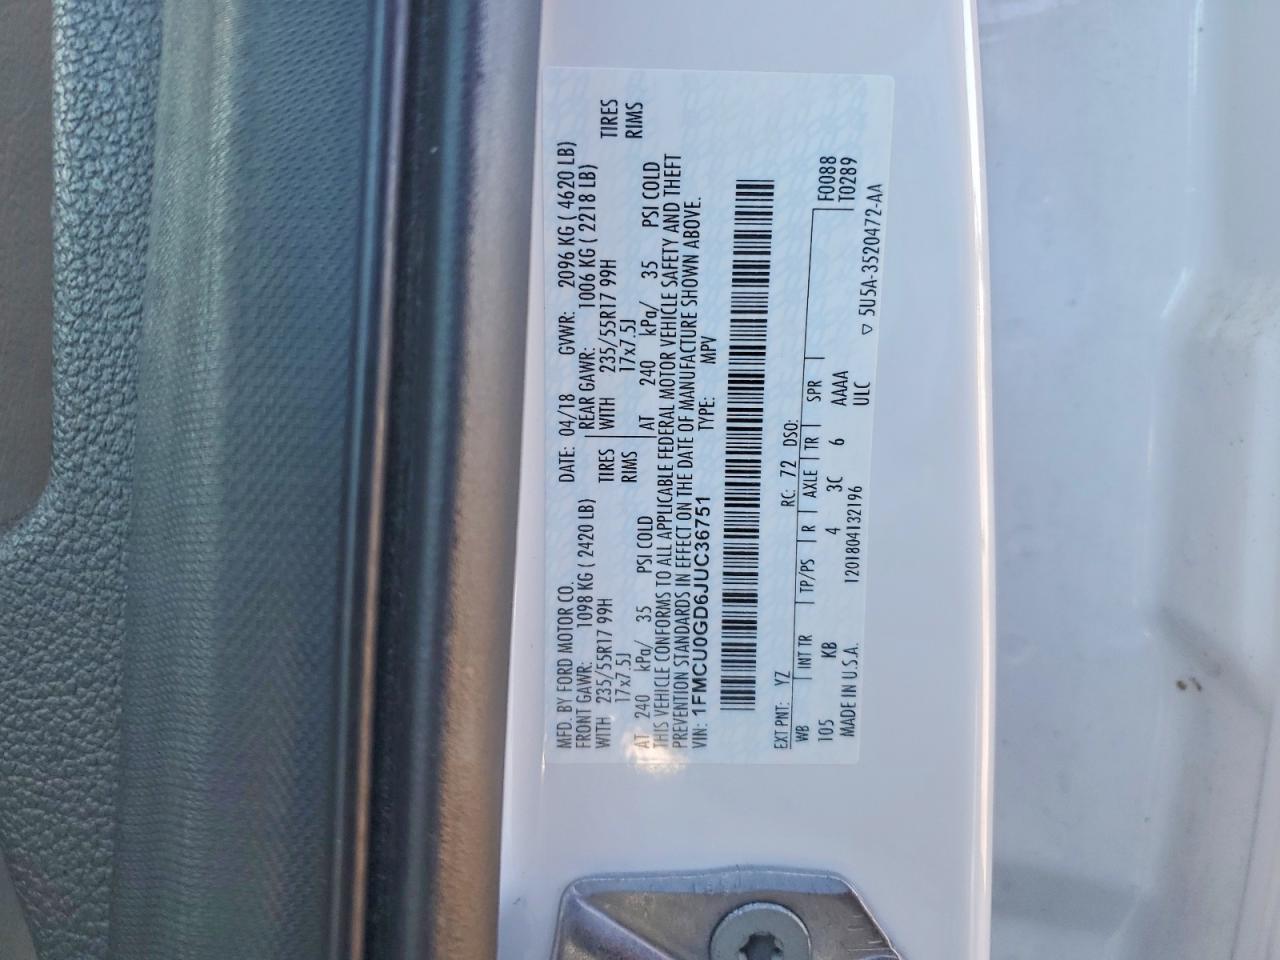 MFD. BY FORD MOTOR CO. DATE: 04/18 GVWR: 2096 KG ( 4620 LB)
FRONT GAWR: 1098 KG ( 2420 LB) REAR GAWR: 1006 KG ( 2218 LB)
WITH 235/55R17 99H TIRES WITH 235/55R17 99H TIRES
17x7.5J RIMS 17x7.5J RIMS
AT 240 kPa/ 35 PSI COLD AT 240 kPa/ 35 PSI COLD
THIS VEHICLE CONFORMS TO ALL APPLICABLE FEDERAL MOTOR VEHICLE SAFETY AND THEFT
PREVENTION STANDARDS IN EFFECT ON THE DATE OF MANUFACTURE SHOWN ABOVE.
VIN: 1FMCU0GD6JUC36751 TYPE: MPV
EXT PNT: YZ RC: 72 DSO:
WB INT TR TP/PS R AXLE TR SPR F0088
105 KB 4 3C 6 AAAA T0289
MADE IN U.S.A. 120180413219​6 ULC ▽ 5U5A-3520472-AA